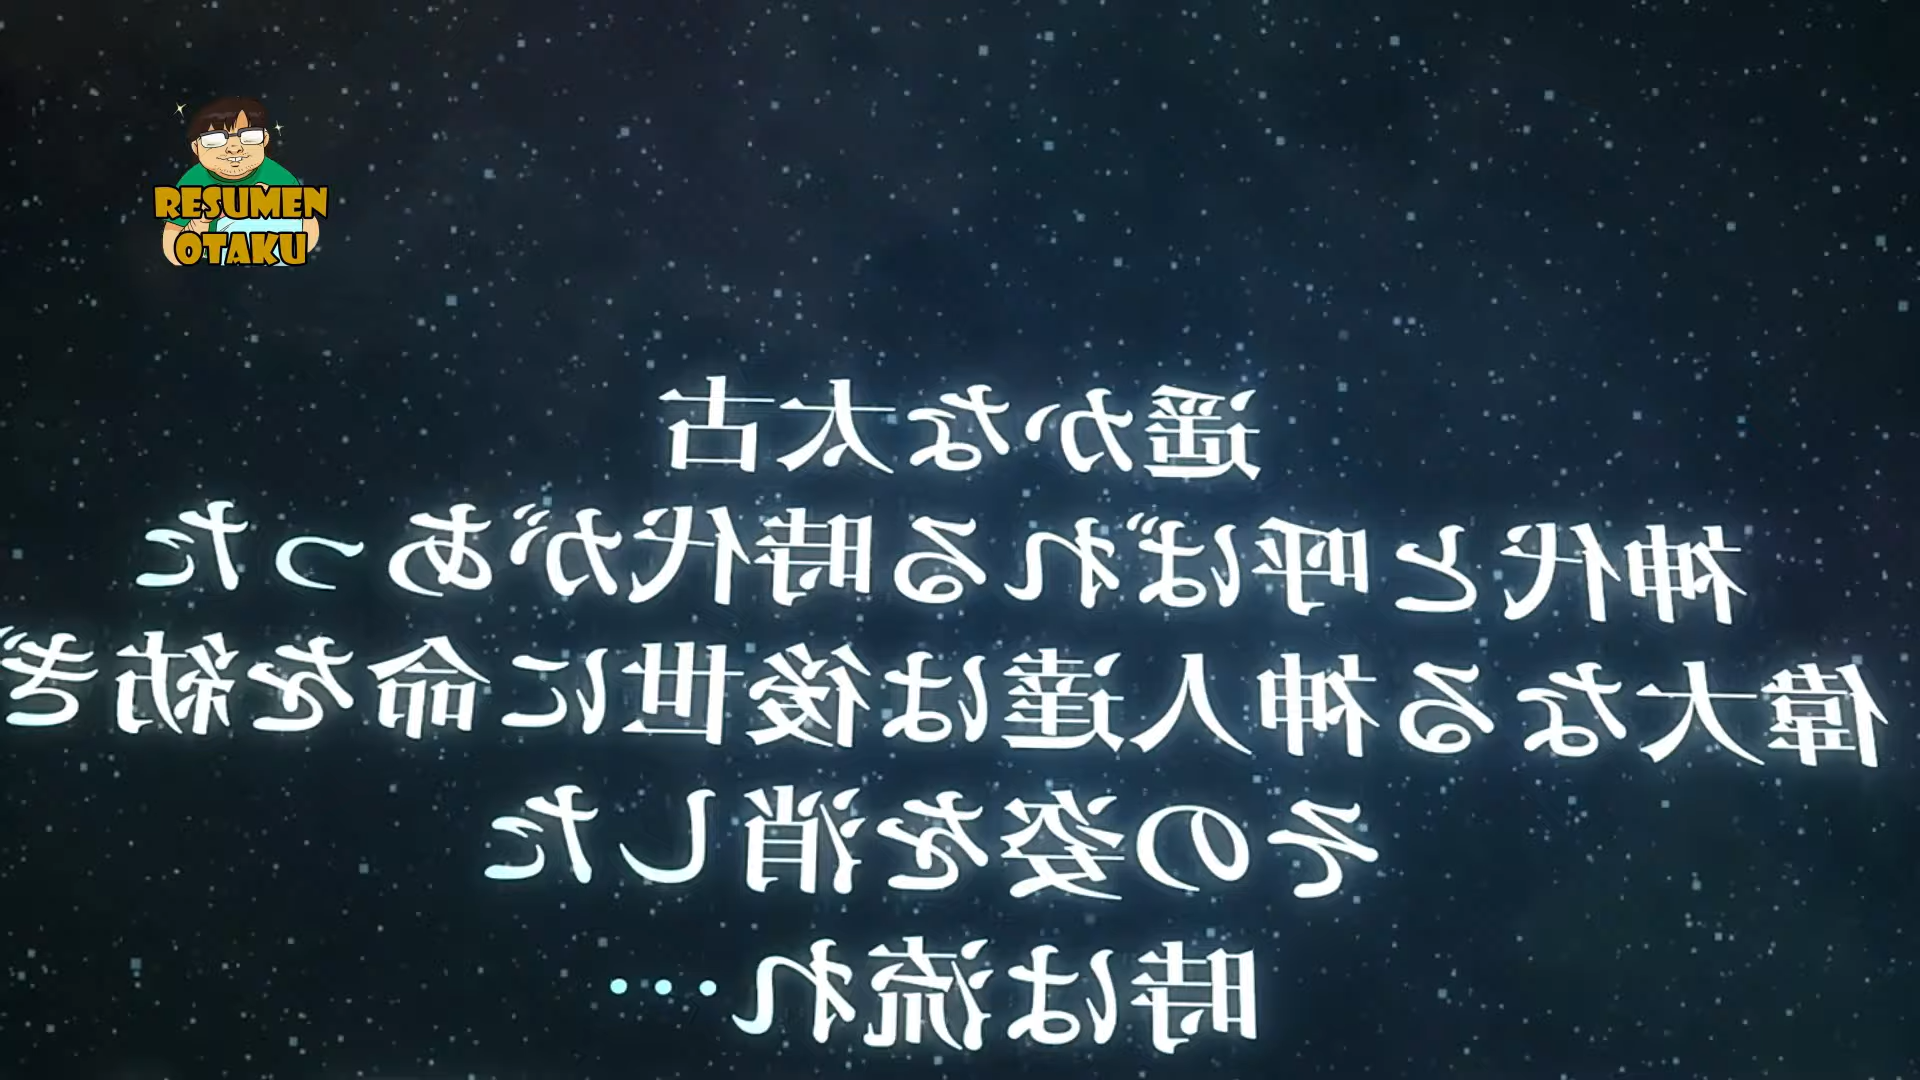 RESUMEN
OTAKU
遥かな太古
神代と呼ばれる時代があった
偉大なる神人達は後世に命を紡ぎ
その姿を消した
時は流れ・・・